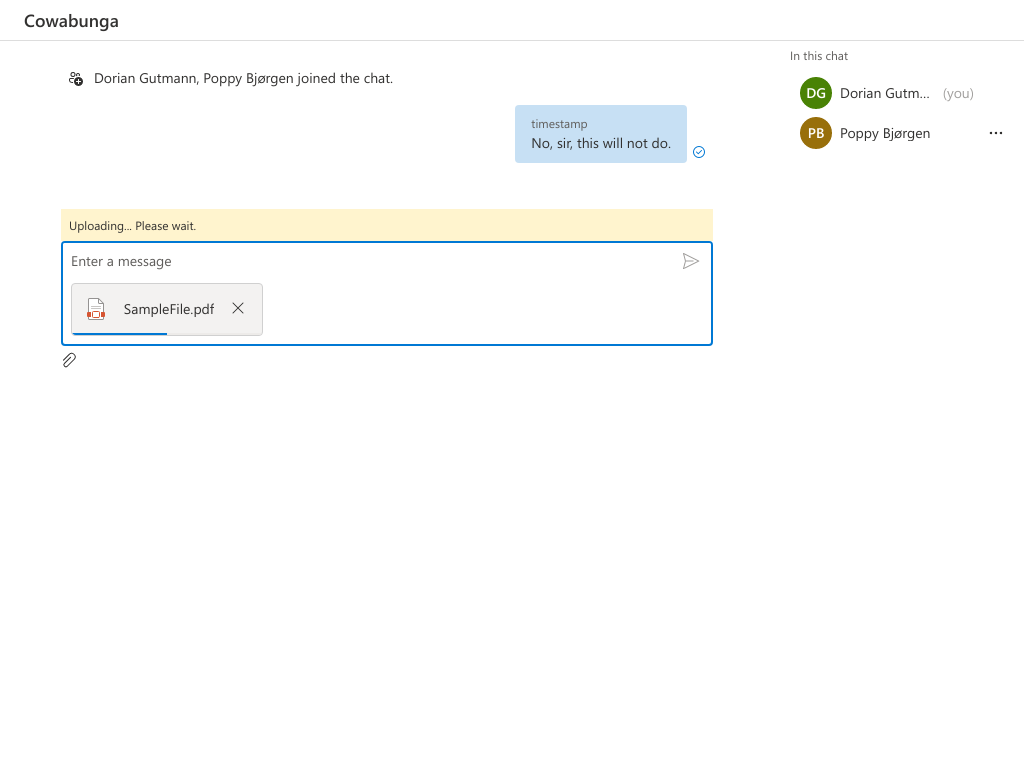 Cowabunga
Dorian Gutmann, Poppy Bjørgen joined the chat.
timestamp
No, sir, this will not do.
Uploading... Please wait.
Enter a message
SampleFile.pdf
In this chat
DG Dorian Gutm... (you)
PB Poppy Bjørgen